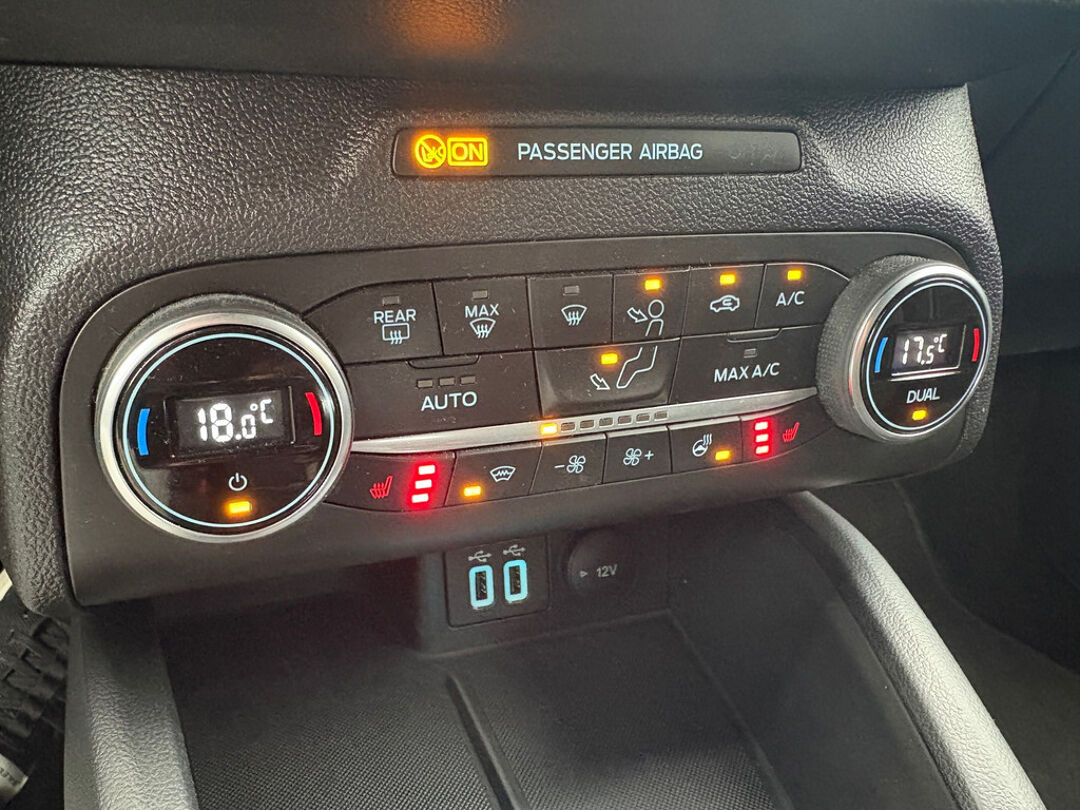 ON PASSENGER AIRBAG
REAR
MAX
A/C
17.5°C
AUTO
MAX A/C
DUAL
18.0°C
- +
12V